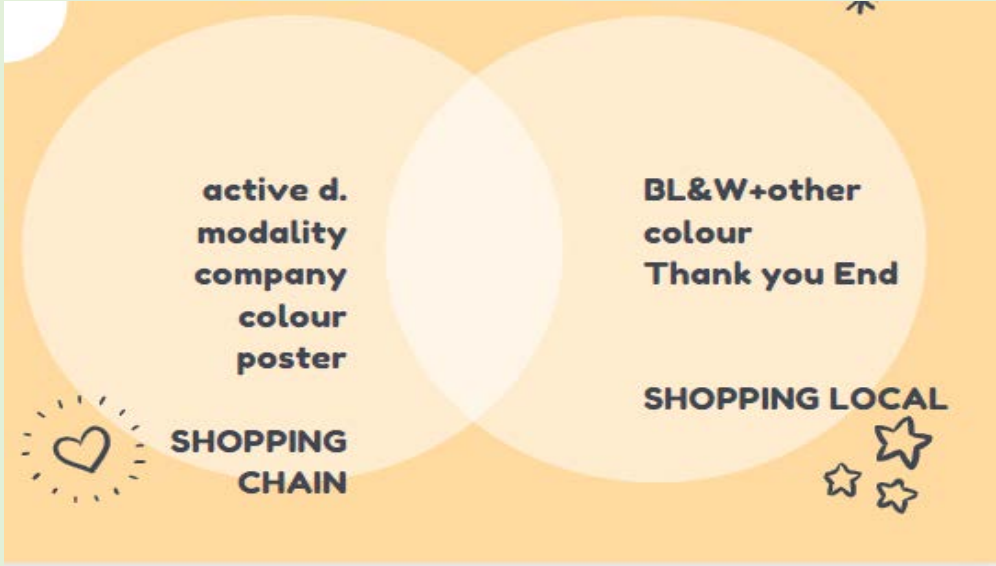 active d.
modality
company
colour
poster
SHOPPING
CHAIN
BL&W+other
colour
Thank you End
SHOPPING LOCAL